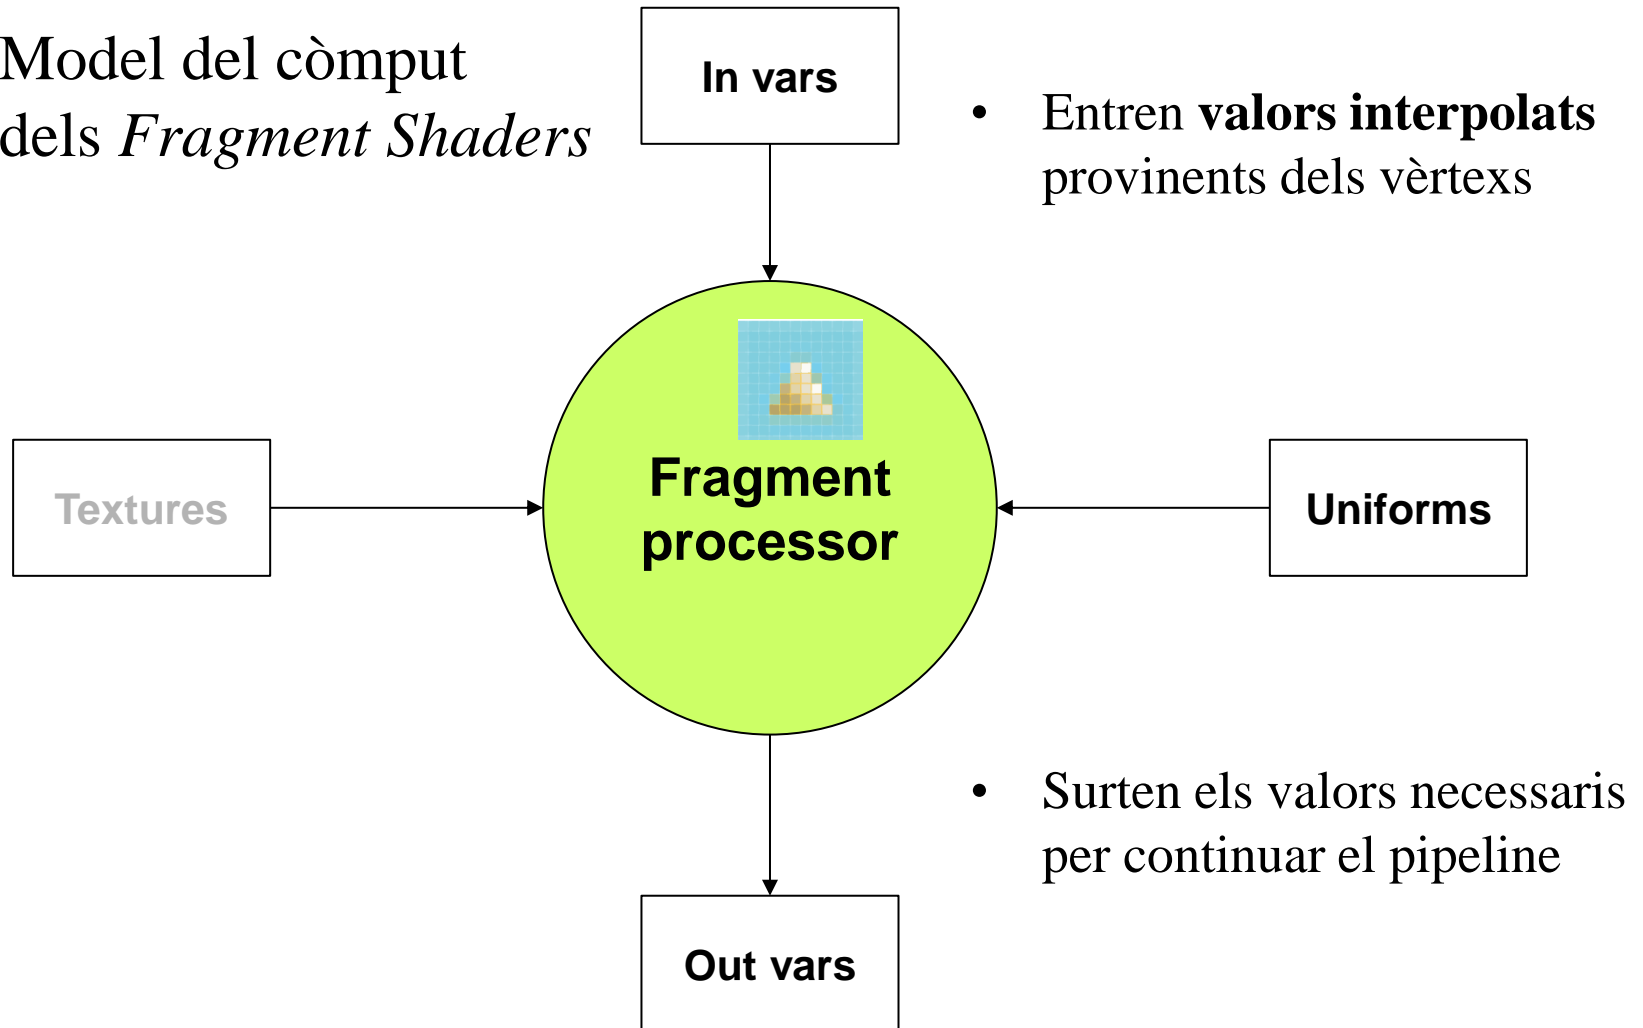 Model del còmput
dels Fragment Shaders
In vars
• Entren valors interpolats
provinents dels vèrtexs
Textures
Fragment
processor
Uniforms
• Surten els valors necessaris
per continuar el pipeline
Out vars